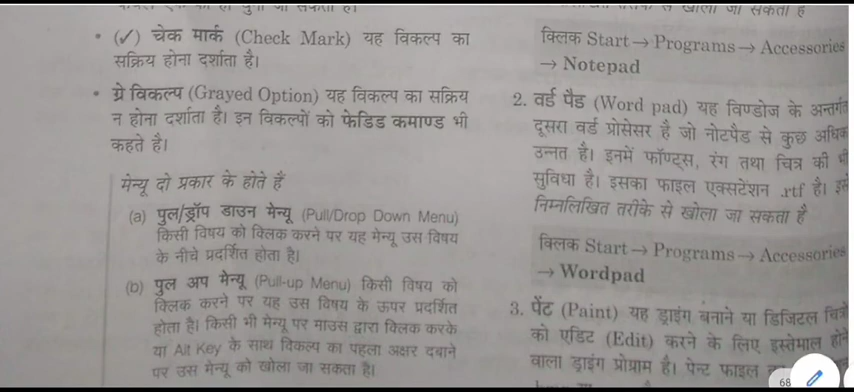 • (✓) चेक मार्क (Check Mark) यह विकल्प का
सक्रिय होना दर्शाता है।
• ग्रे विकल्प (Grayed Option) यह विकल्प का सक्रिय
न होना दर्शाता है। इन विकल्पों को फेडिड कमाण्ड भी
कहते है।
मेन्यू दो प्रकार के होते हैं
(a) पुल/ड्रॉप डाउन मेन्यू (Pull/Drop Down Menu)
किसी विषय को क्लिक करने पर यह मेन्यू उस विषय
के नीचे प्रदर्शित होता है।
(b) पुल अप मेन्यू (Pull-up Menu) किसी विषय को
क्लिक करने पर यह उस विषय के ऊपर प्रदर्शित
होता है। किसी भी मेन्यू पर माउस द्वारा क्लिक करके
या Alt Key के साथ विकल्प का पहला अक्षर दबाने
पर उस मेन्यू को खोला जा सकता है।
खोला जा सकता है
क्लिक Start → Programs → Accessories
→ Notepad
2. वर्ड पैड (Word pad) यह विण्डोज के अन्तर्गत
दूसरा वर्ड प्रोसेसर है जो नोटपैड से कुछ अधिक
उन्नत है। इनमें फॉण्ट्स, रंग तथा चित्र की भी
सुविधा है। इसका फाइल एक्सटेंशन .rtf है। इसे
निम्नलिखित तरीके से खोला जा सकता है
क्लिक Start → Programs → Accessories
→ Wordpad
3. पेंट (Paint) यह ड्राइंग बनाने या डिजिटल चित्रों
को एडिट (Edit) करने के लिए इस्तेमाल होने
वाला ड्राइंग प्रोग्राम है। पेन्ट फाइल
68